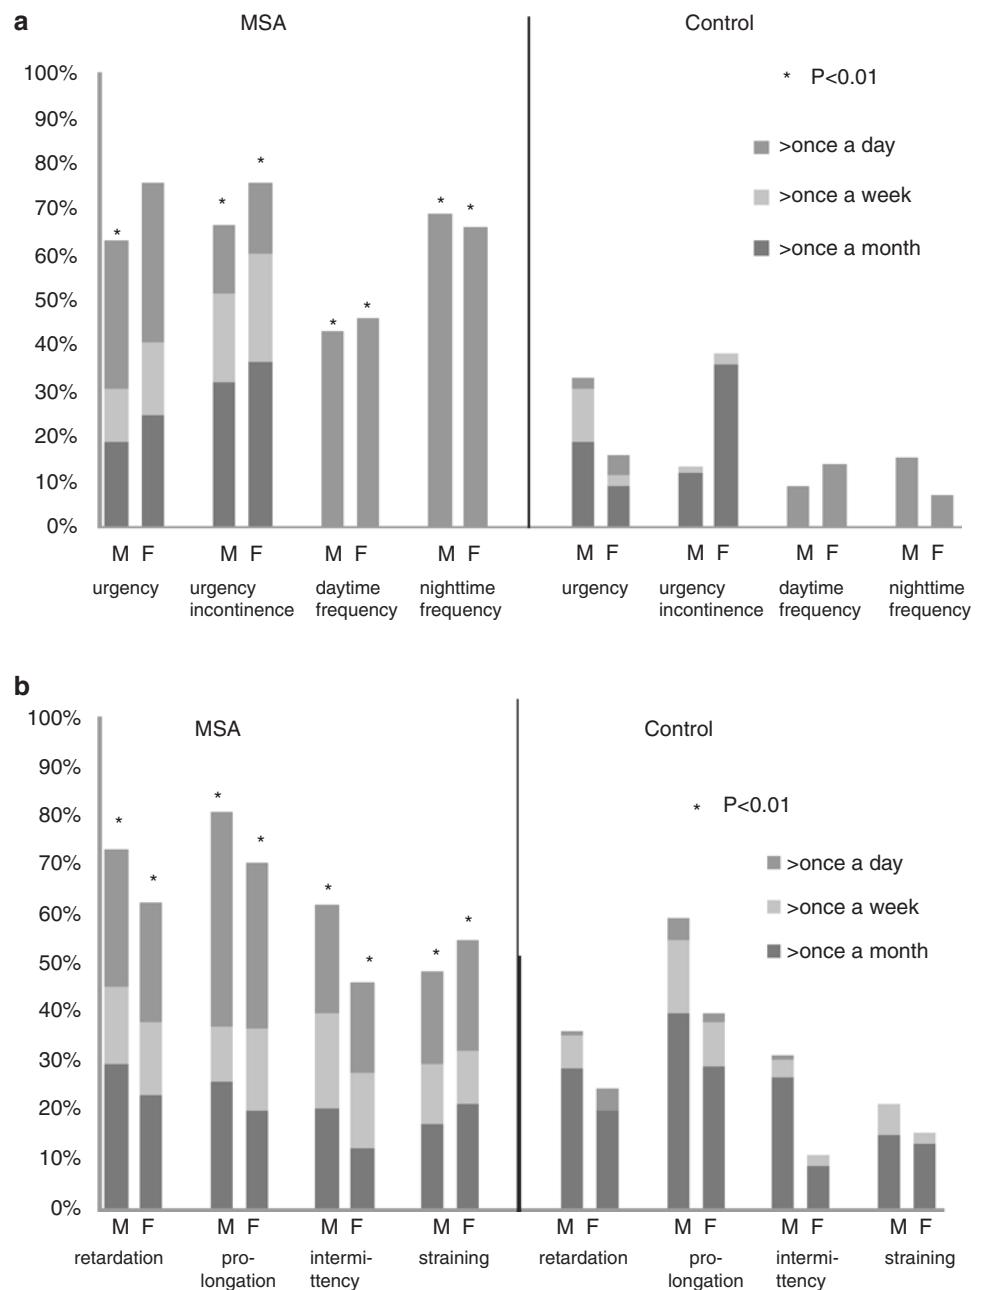 a
MSA
Control
100%
90%
80%
70%
60%
50%
40%
30%
20%
10%
0%
*
*
*
*
*
*
*
* P<0.01
>once a day
>once a week
>once a month
M F M F M F M F M F M F M F M F
urgency
urgency
incontinence
daytime
frequency
nighttime
frequency
urgency
urgency
incontinence
daytime
frequency
nighttime
frequency
b
MSA
Control
100%
90%
80%
70%
60%
50%
40%
30%
20%
10%
0%
*
*
*
*
*
*
*
*
* P<0.01
>once a day
>once a week
>once a month
M F M F M F M F M F M F M F M F
retardation
pro-
longation
intermi-
ttency
straining
retardation
pro-
longation
intermi-
ttency
straining